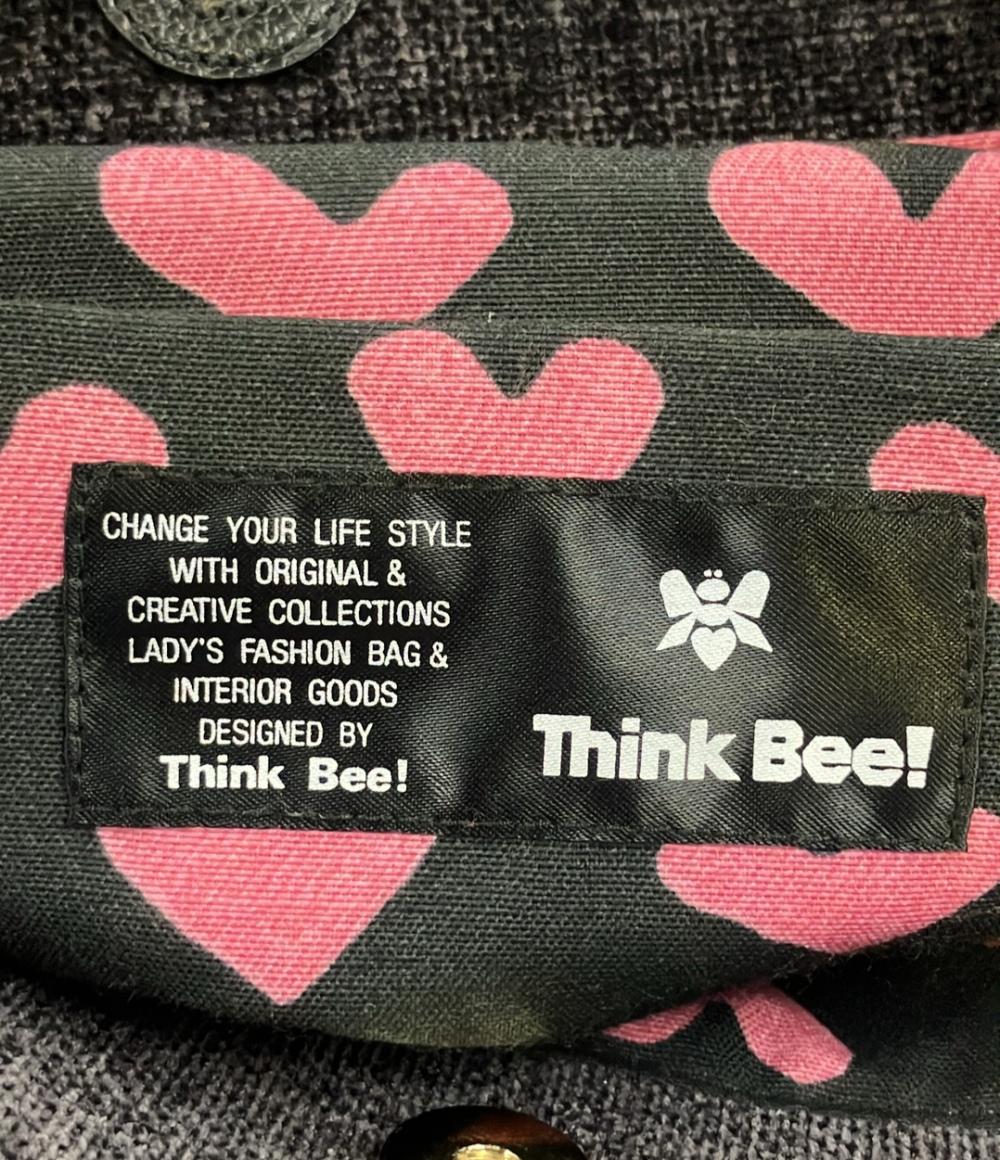 CHANGE YOUR LIFE STYLE
WITH ORIGINAL &
CREATIVE COLLECTIONS
LADY'S FASHION BAG &
INTERIOR GOODS
DESIGNED BY
Think Bee!
Think Bee!